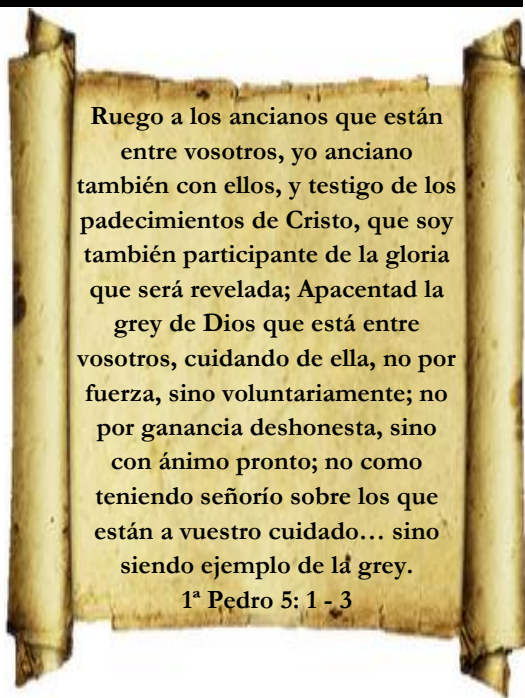 Ruego a los ancianos que están
entre vosotros, yo anciano
también con ellos, y testigo de los
padecimientos de Cristo, que soy
también participante de la gloria
que será revelada; Apacentad la
grey de Dios que está entre
vosotros, cuidando de ella, no por
fuerza, sino voluntariamente; no
por ganancia deshonesta, sino
con ánimo pronto; no como
teniendo señorío sobre los que
están a vuestro cuidado… sino
siendo ejemplo de la grey.
1ª Pedro 5: 1 - 3